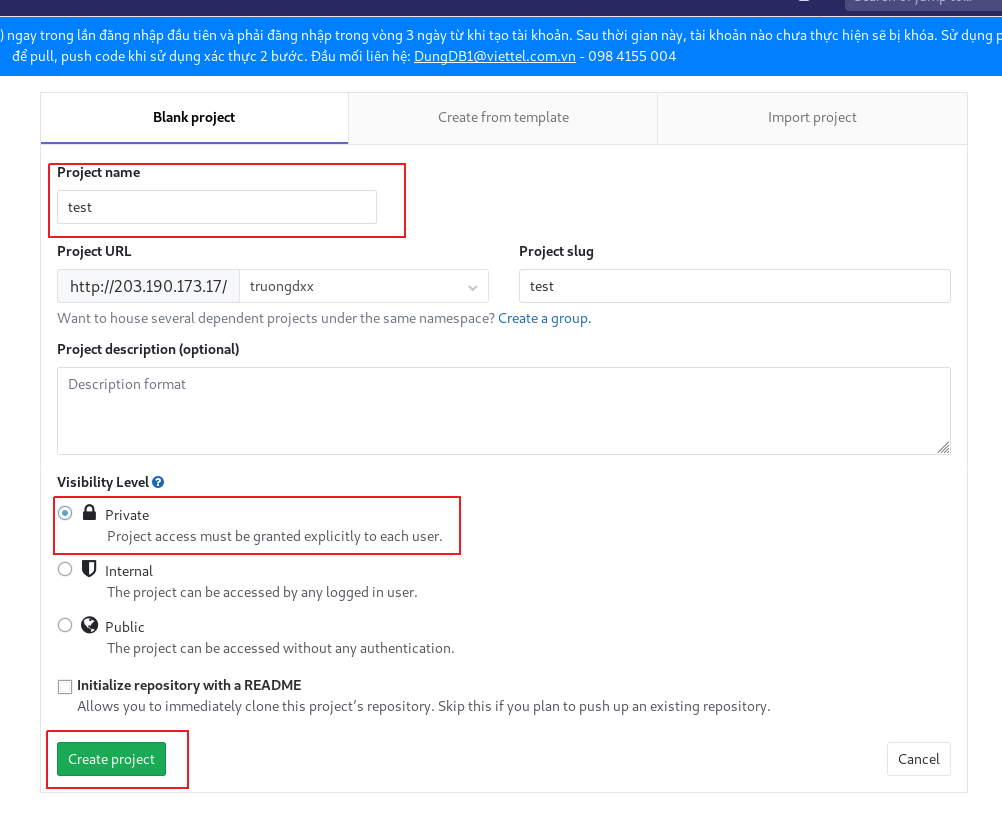 ) ngay trong lần đăng nhập đầu tiên và phải đăng nhập trong vòng 3 ngày từ khi tạo tài khoản. Sau thời gian này, tài khoản nào chưa thực hiện sẽ bị khóa. Sử dụng
để pull, push code khi sử dụng xác thực 2 bước. Đầu mối liên hệ: DungDB1@viettel.com.vn - 098 4155 004
Blank project
Create from template
Import project
Project name
test
Project URL
Project slug
http://203.190.173.17/
truongdxx
test
Want to house several dependent projects under the same namespace? Create a group.
Project description (optional)
Description format
Visibility Level
Private
Project access must be granted explicitly to each user.
Internal
The project can be accessed by any logged in user.
Public
The project can be accessed without any authentication.
Initialize repository with a README
Allows you to immediately clone this project's repository. Skip this if you plan to push up an existing repository.
Create project
Cancel